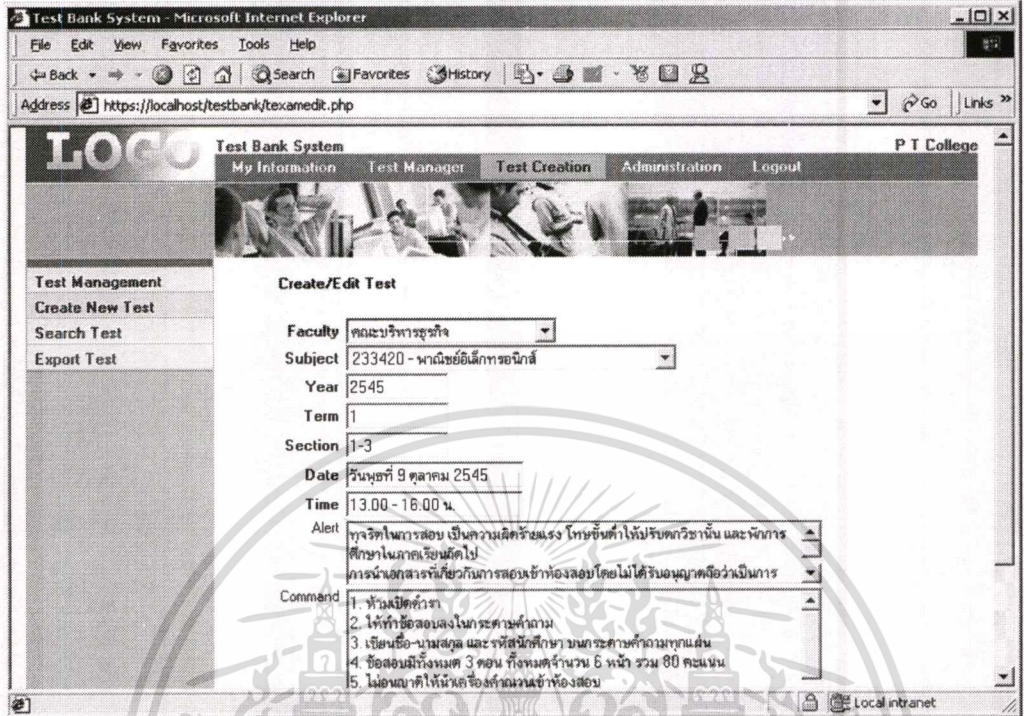 Test Bank System - Microsoft Internet Explorer
File Edit View Favorites Tools Help
Back Search Favorites History
Address https://localhost/testbank/texamedit.php Go Links »
LOGO Test Bank System P T College
My Information Test Manager Test Creation Administration Logout
Test Management
Create New Test
Search Test
Export Test
Create/Edit Test
Faculty คณะบริหารธุรกิจ
Subject 233420 - พาณิชย์อิเล็กทรอนิกส์
Year 2545
Term 1
Section 1-3
Date วันพุธที่ 9 ตุลาคม 2545
Time 13.00 - 16.00 น.
Alert ทุจริตในการสอบ เป็นความผิดร้ายแรง โทษขั้นต่ำให้ปรับตกวิชานั้น และพักการ
ศึกษาในภาคเรียนถัดไป
การนำเอกสารที่เกี่ยวกับการสอบเข้าห้องสอบโดยไม่ได้รับอนุญาตถือว่าเป็นการ
Command 1. ห้ามเปิดตำรา
2. ให้ทำข้อสอบลงในกระดาษคำถาม
3. เขียนชื่อ-นามสกุล และรหัสนักศึกษา บนกระดาษคำถามทุกแผ่น
4. ข้อสอบมีทั้งหมด 3 ตอน ทั้งหมดจำนวน 6 หน้า รวม 80 คะแนน
5. ไม่อนุญาติให้นำเครื่องคำนวนเข้าห้องสอบ
Local intranet